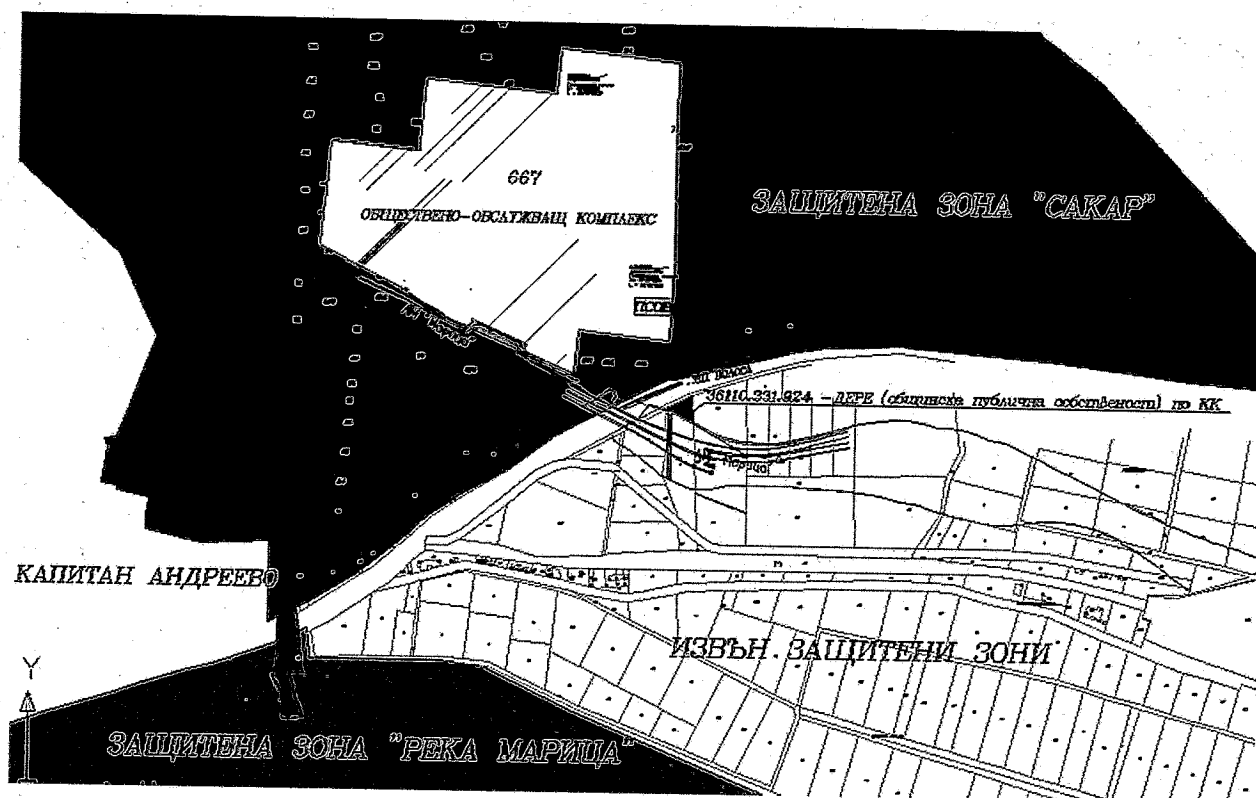 667
ОБЩЕСТВЕНО-ОБСЛУЖВАЩ КОМПЛЕКС
ЗАЩИТЕНА ЗОНА "САКАР"
ПСОВ
36110.331.924 - ДЕРЕ (общинска публична собственост) по КК
КАПИТАН АНДРЕЕВО
ИЗВЪН ЗАЩИТЕНИ ЗОНИ
Y
ЗАЩИТЕНА ЗОНА "РЕКА МАРИЦА"